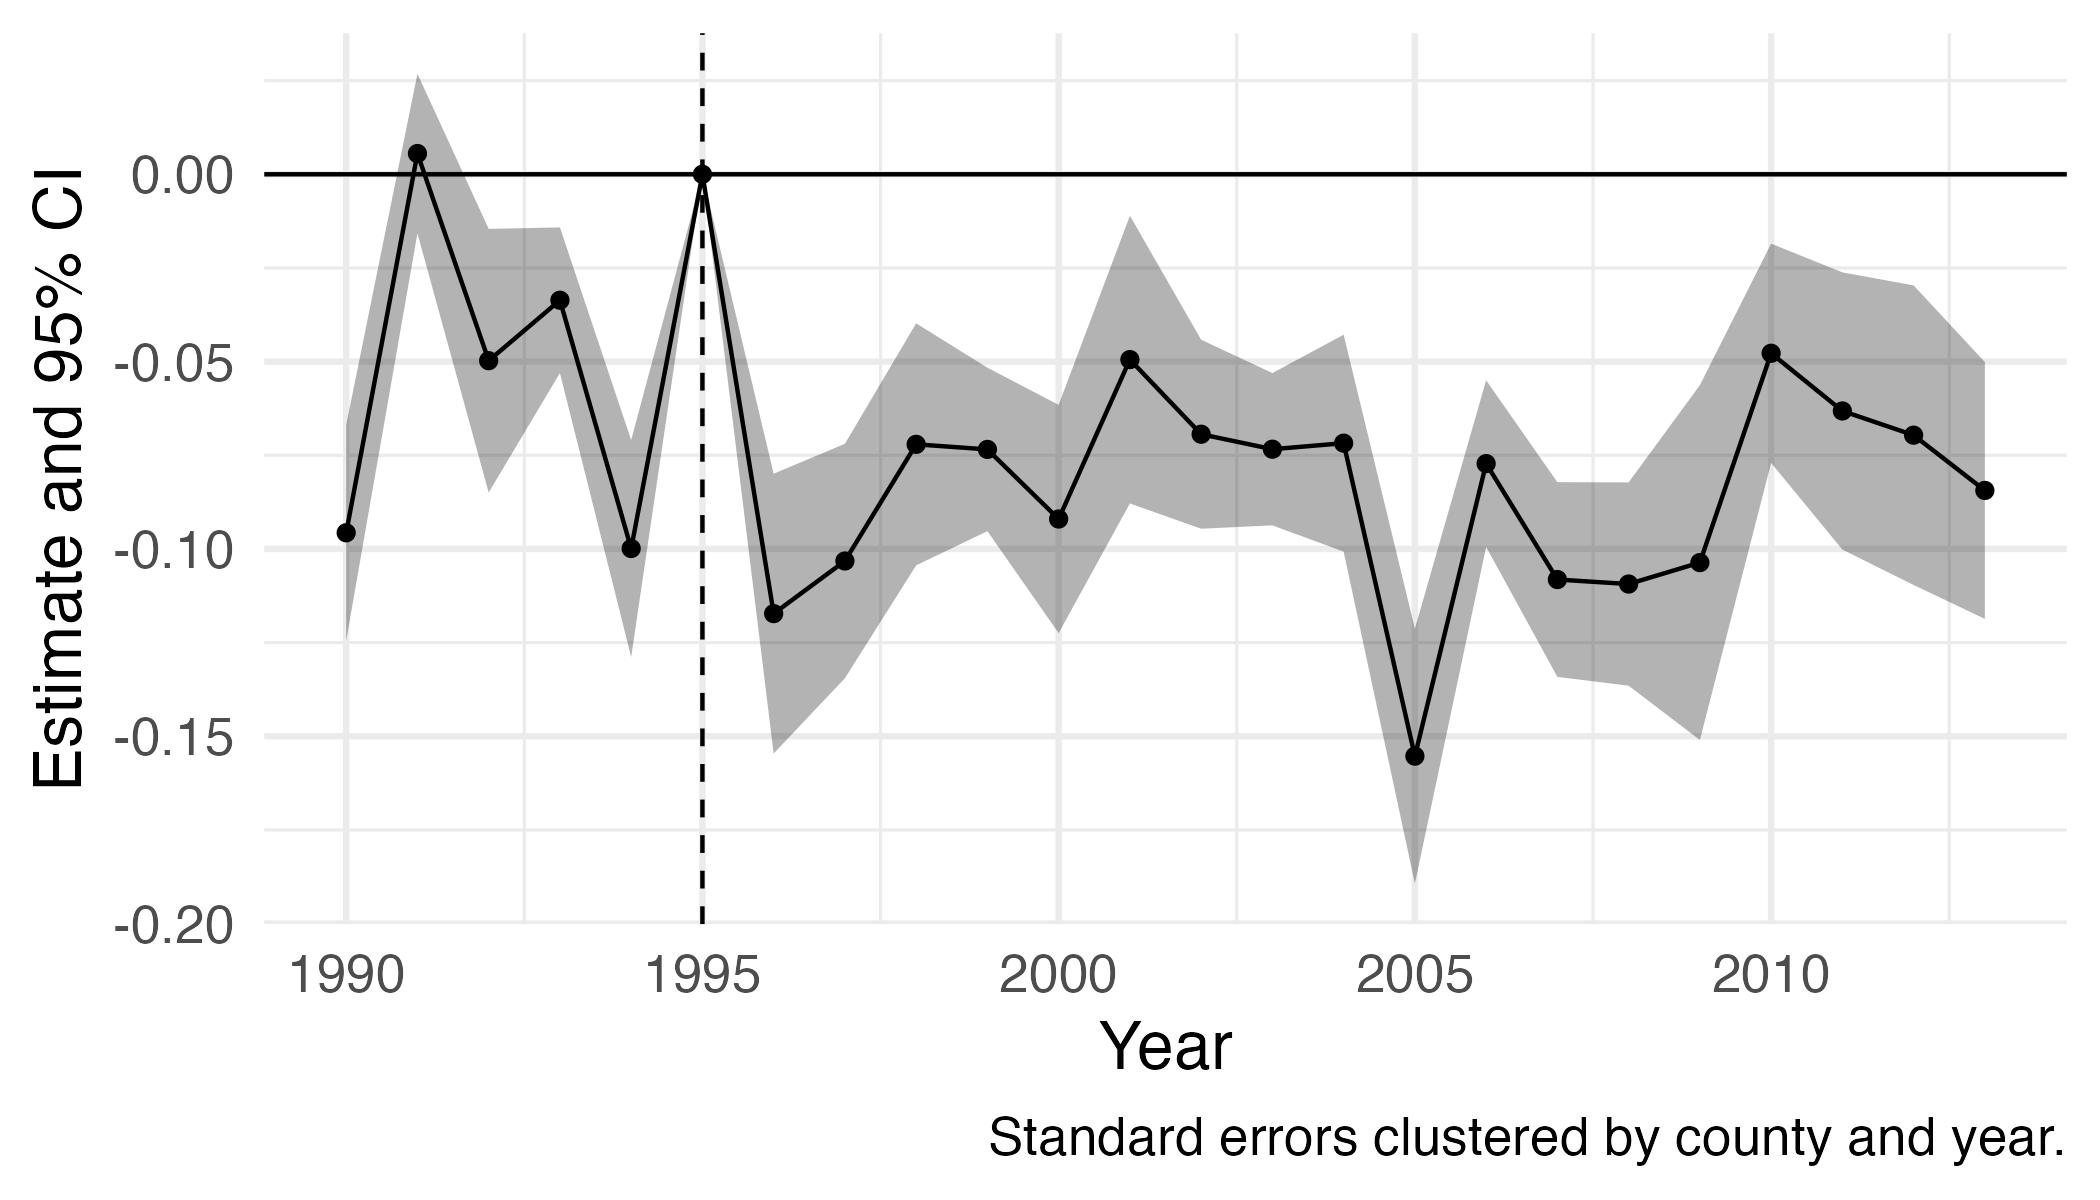 Estimate and 95% CI
0.00
-0.05
-0.10
-0.15
-0.20
1990 1995 2000 2005 2010
Year
Standard errors clustered by county and year.